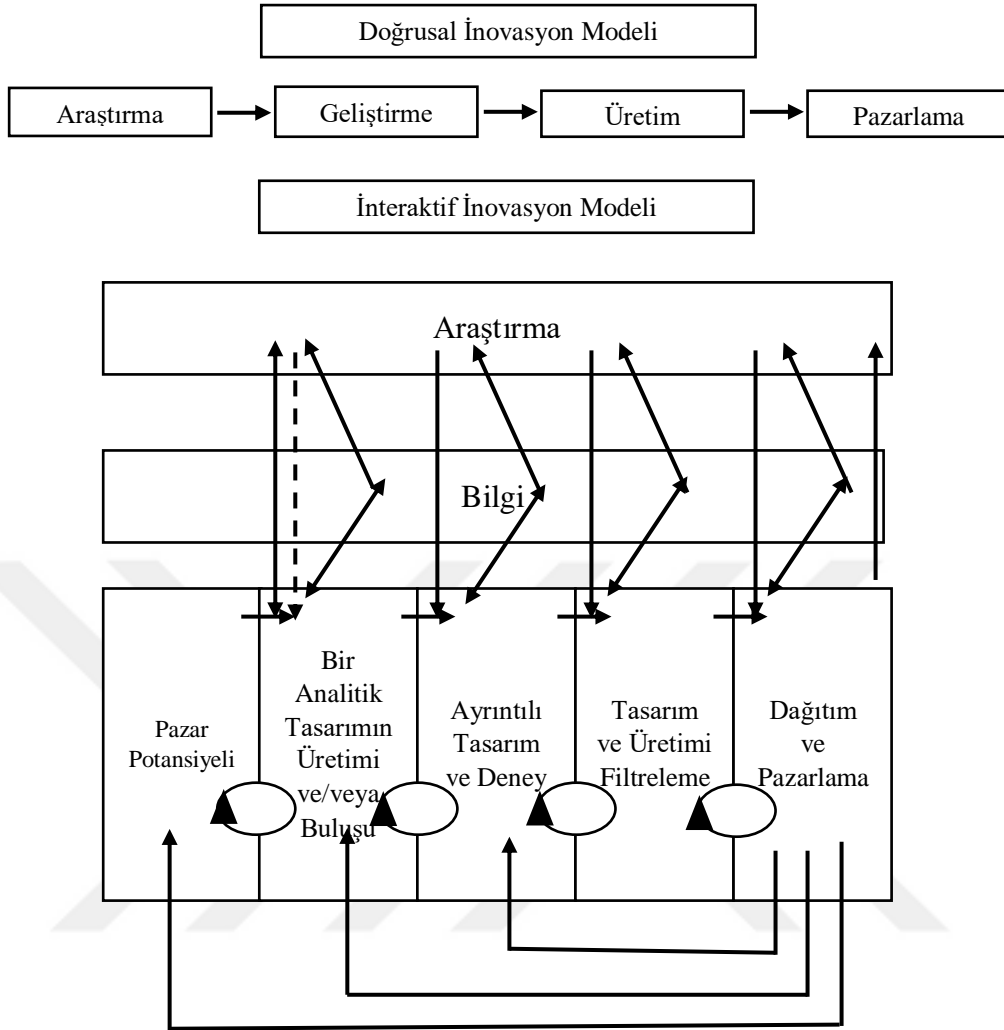 Doğrusal İnovasyon Modeli
Araştırma
Geliştirme
Üretim
Pazarlama
İnteraktif İnovasyon Modeli
Araştırma
Bilgi
Pazar
Potansiyeli
Bir
Analitik
Tasarımın
Üretimi
ve/veya
Buluşu
Ayrıntılı
Tasarım
ve Deney
Tasarım
ve Üretimi
Filtreleme
Dağıtım
ve
Pazarlama